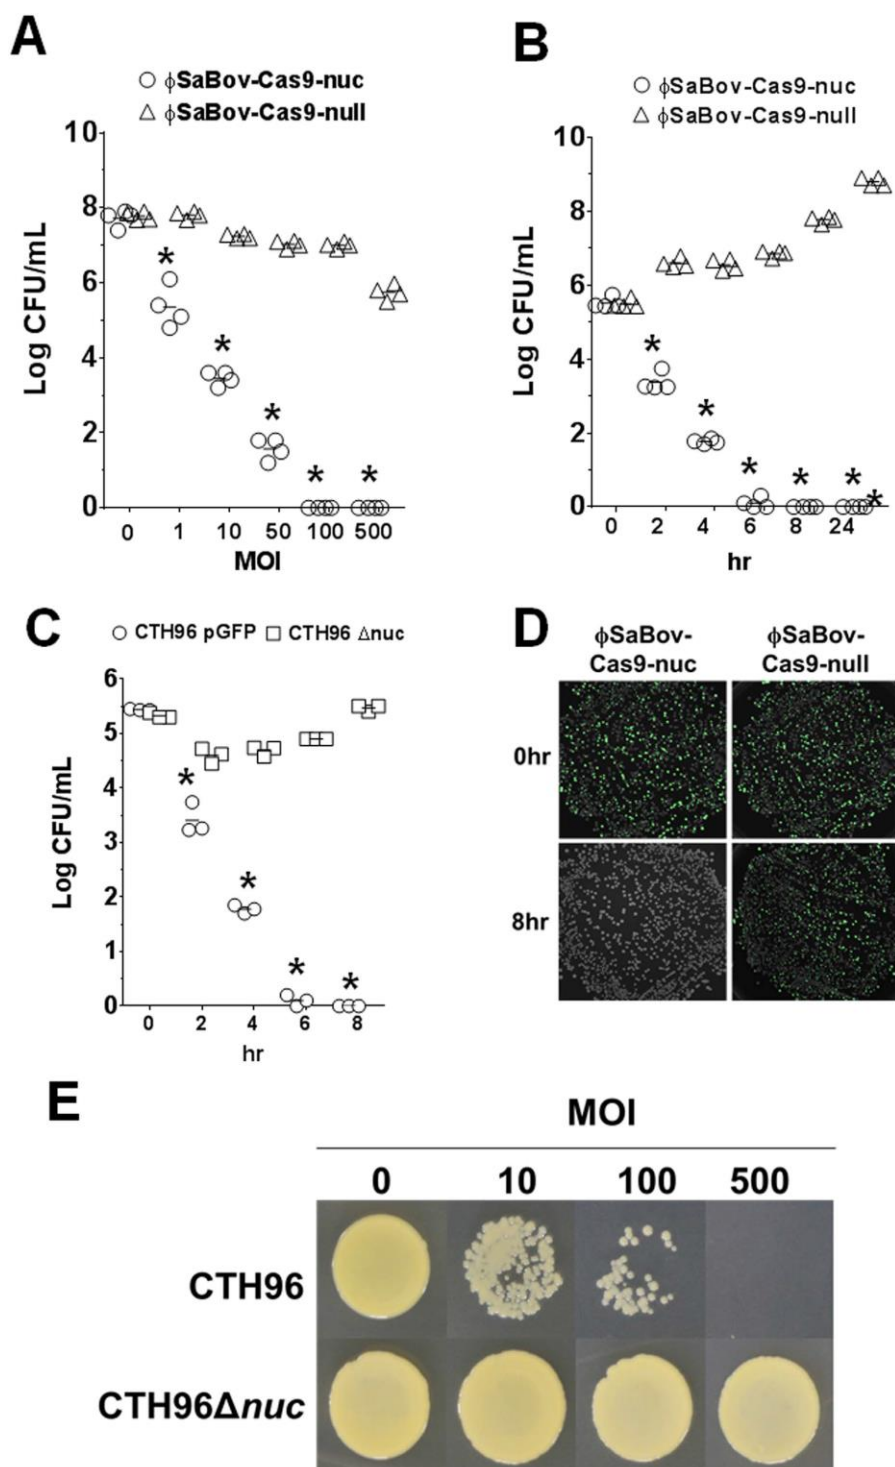 A
○ ϕSaBov-Cas9-nuc
△ ϕSaBov-Cas9-null
10
8
6
4
2
0
Log CFU/mL
* * * * *
0 1 10 50 100 500
MOI
B
○ ϕSaBov-Cas9-nuc
△ ϕSaBov-Cas9-null
10
8
6
4
2
0
Log CFU/mL
* * * * * *
0 2 4 6 8 24
hr
C
○ CTH96 pGFP □ CTH96 Δnuc
6
5
4
3
2
1
0
Log CFU/mL
* * * *
0 2 4 6 8
hr
D
ϕSaBov-
Cas9-nuc
ϕSaBov-
Cas9-null
0hr
8hr
E
MOI
0 10 100 500
CTH96
CTH96Δnuc